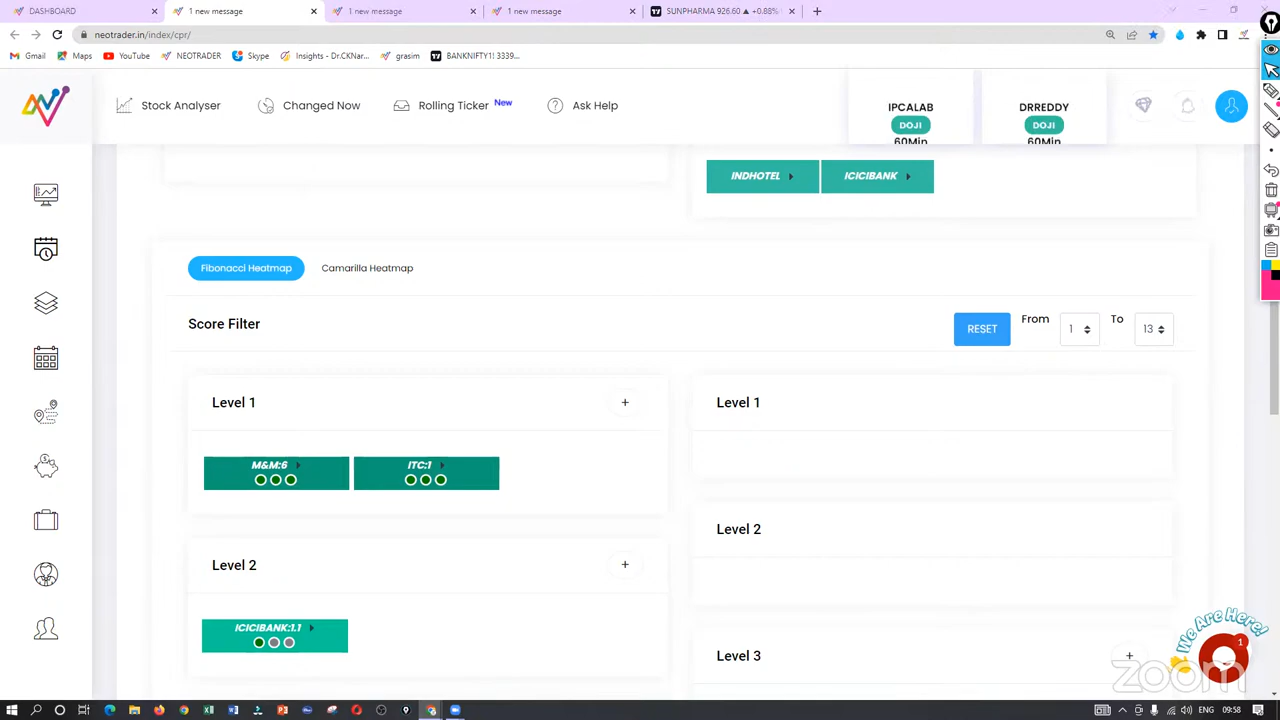 DASHBOARD
1 new message
1 new message
1 new message
SUNPHARMA 926.60 ▲ +0.88%
neotrader.in/index/cpr/
Gmail
Maps
YouTube
NEOTRADER
Skype
Insights - Dr.CKNar...
grasim
BANKNIFTY1! 3339...
Stock Analyser
Changed Now
Rolling Ticker New
Ask Help
IPCALAB
DOJI
60Min
DRREDDY
DOJI
60Min
INDHOTEL
ICICIBANK
Fibonacci Heatmap
Camarilla Heatmap
Score Filter
RESET
From
1
To
13
Level 1
+
M&M:6
ITC:1
Level 1
Level 2
+
ICICIBANK:1.1
Level 2
Level 3
+
We Are Here!
1
zoom
ENG
09:58